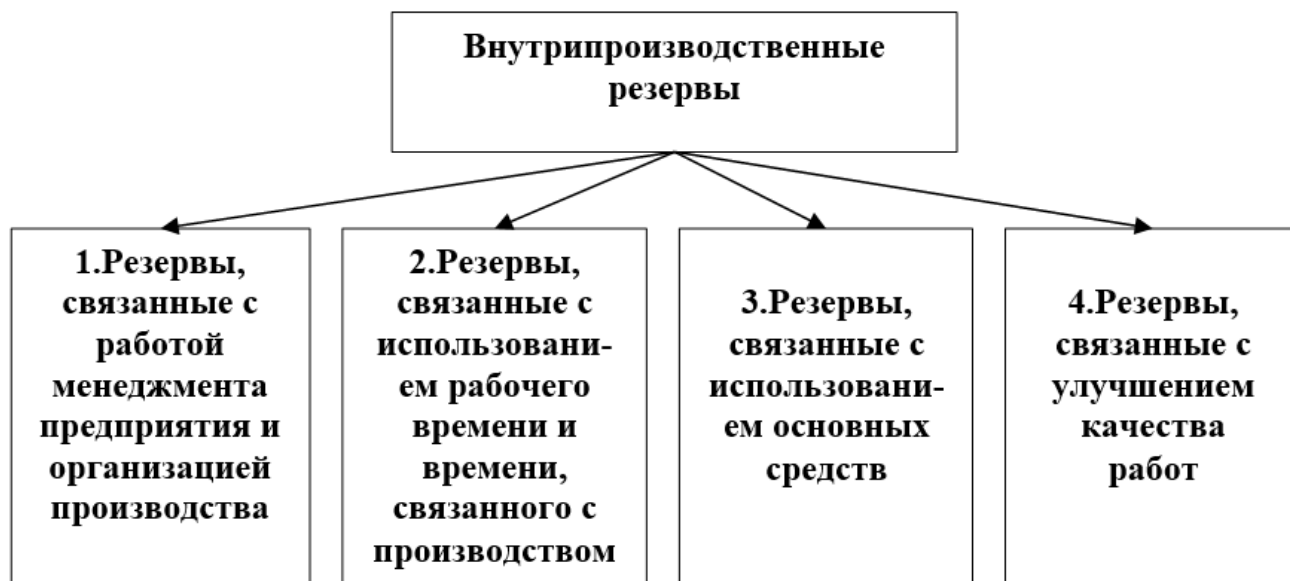 Внутрипроизводственные
резервы
1.Резервы,
связанные с
работой
менеджмента
предприятия и
организацией
производства
2.Резервы,
связанные с
использовани-
ем рабочего
времени и
времени,
связанного с
производством
3.Резервы,
связанные с
использовани-
ем основных
средств
4.Резервы,
связанные с
улучшением
качества
работ